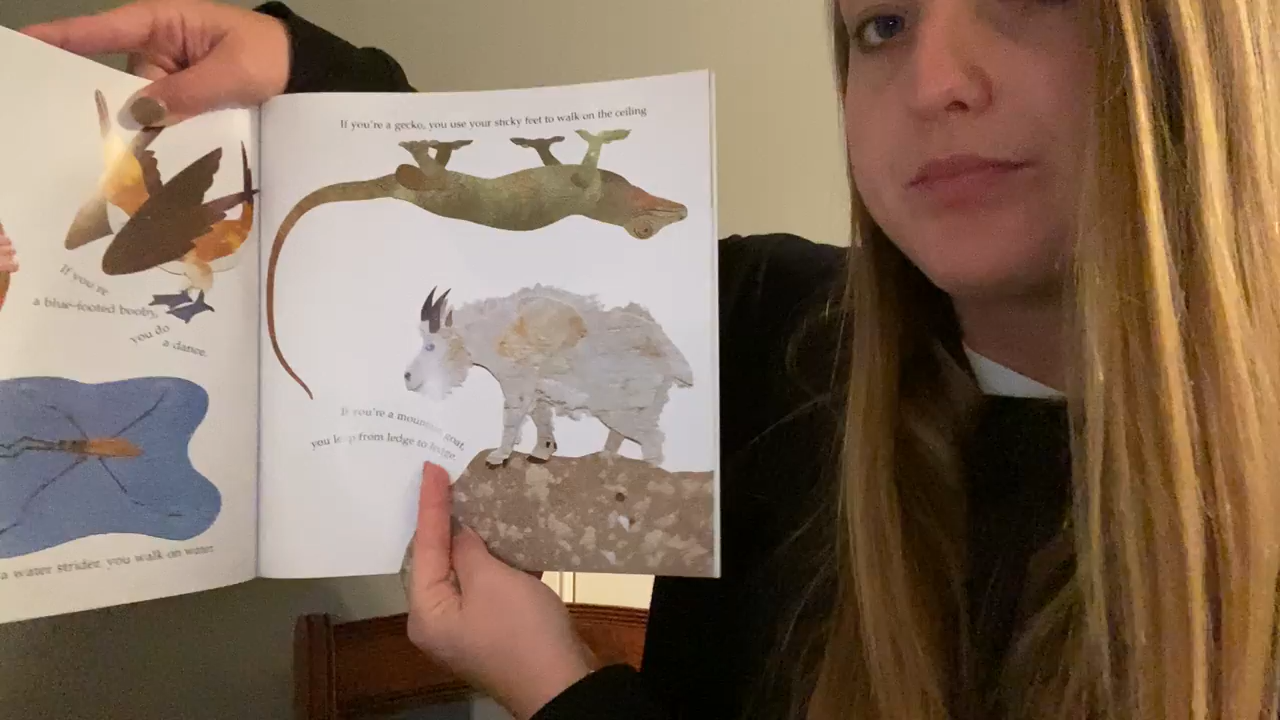 If you're
a blue-footed booby,
you do
a dance.
a water strider, you walk on water
If you're a gecko, you use your sticky feet to walk on the ceiling
If you're a mountain goat,
you leap from ledge to ledge.